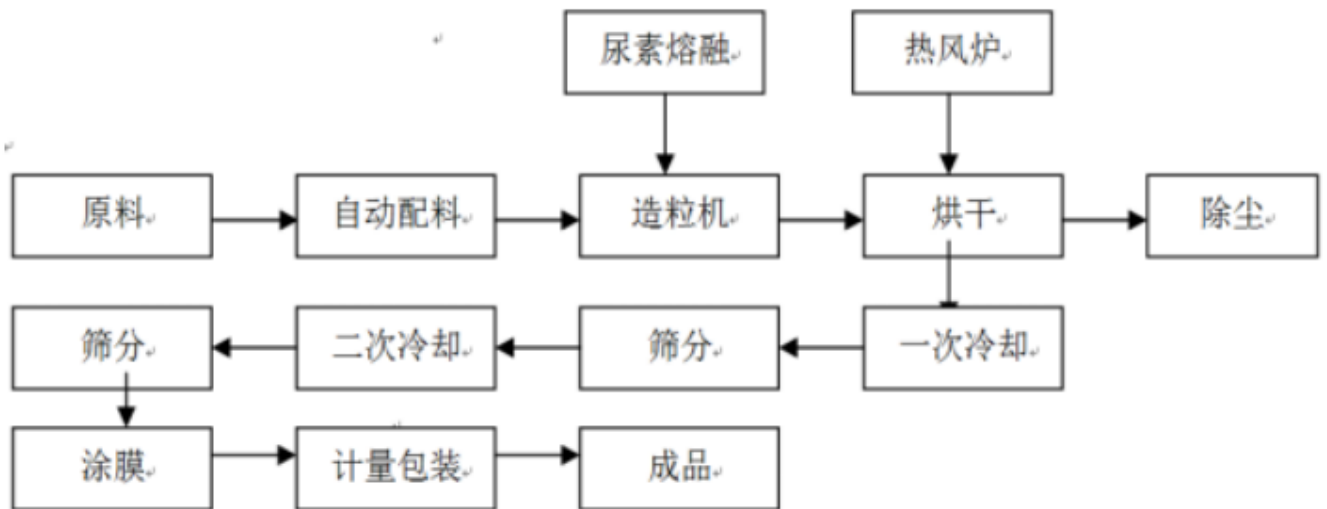 尿素熔融
热风炉
原料
自动配料
造粒机
烘干
除尘
筛分
二次冷却
筛分
一次冷却
涂膜
计量包装
成品